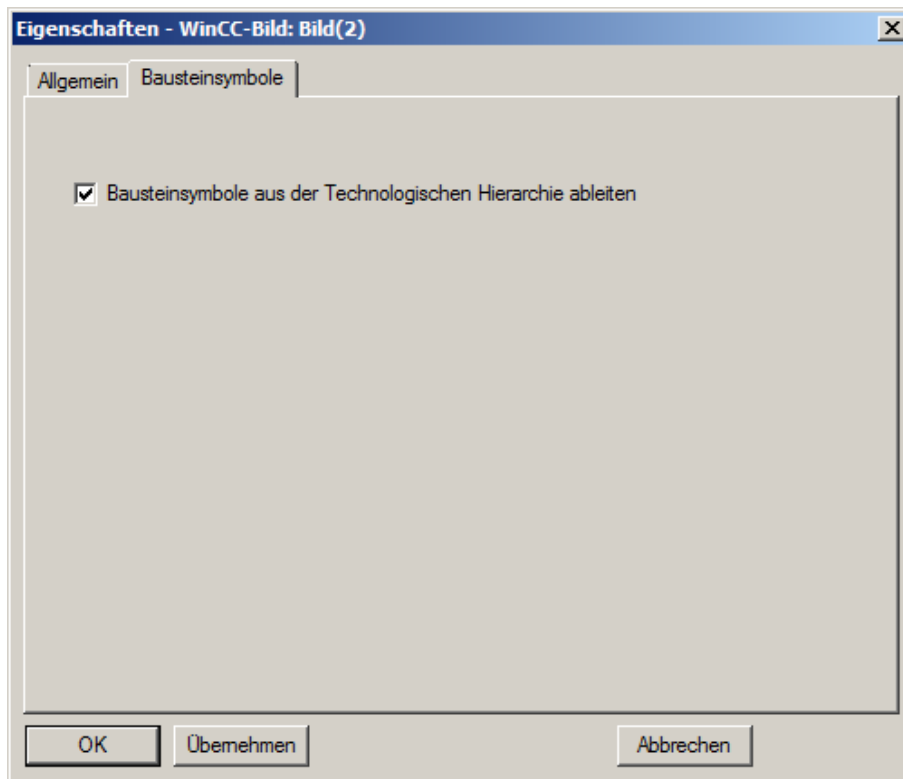 Eigenschaften - WinCC-Bild: Bild(2)
Allgemein
Bausteinsymbole
Bausteinsymbole aus der Technologischen Hierarchie ableiten
OK
Übernehmen
Abbrechen